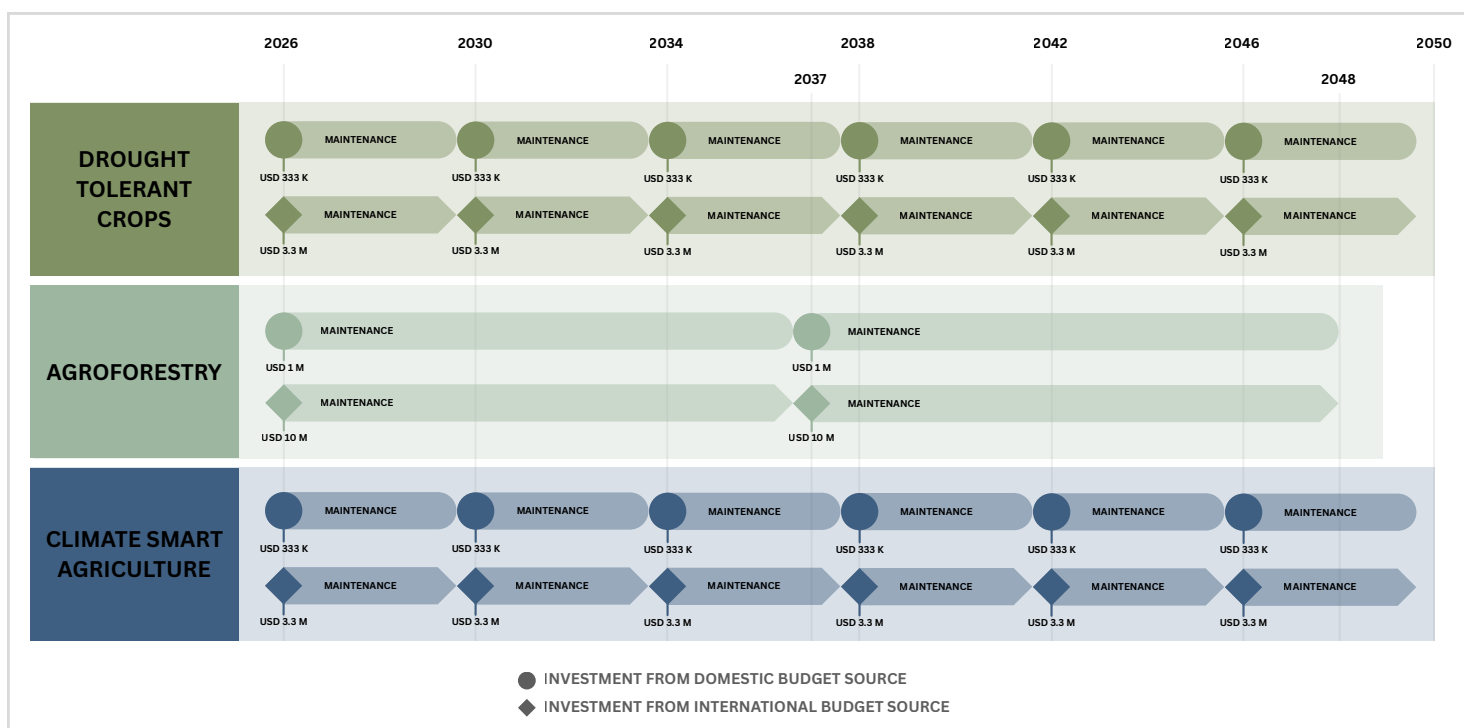 2026 2030 2034 2038 2042 2046 2050
2037 2048
DROUGHT
TOLERANT
CROPS
MAINTENANCE MAINTENANCE MAINTENANCE MAINTENANCE MAINTENANCE MAINTENANCE
USD 333 K USD 333 K USD 333 K USD 333 K USD 333 K USD 333 K
MAINTENANCE MAINTENANCE MAINTENANCE MAINTENANCE MAINTENANCE MAINTENANCE
USD 3.3 M USD 3.3 M USD 3.3 M USD 3.3 M USD 3.3 M USD 3.3 M
AGROFORESTRY
MAINTENANCE MAINTENANCE
USD 1 M USD 1 M
MAINTENANCE MAINTENANCE
USD 10 M USD 10 M
CLIMATE SMART
AGRICULTURE
MAINTENANCE MAINTENANCE MAINTENANCE MAINTENANCE MAINTENANCE MAINTENANCE
USD 333 K USD 333 K USD 333 K USD 333 K USD 333 K USD 333 K
MAINTENANCE MAINTENANCE MAINTENANCE MAINTENANCE MAINTENANCE MAINTENANCE
USD 3.3 M USD 3.3 M USD 3.3 M USD 3.3 M USD 3.3 M USD 3.3 M
INVESTMENT FROM DOMESTIC BUDGET SOURCE
INVESTMENT FROM INTERNATIONAL BUDGET SOURCE